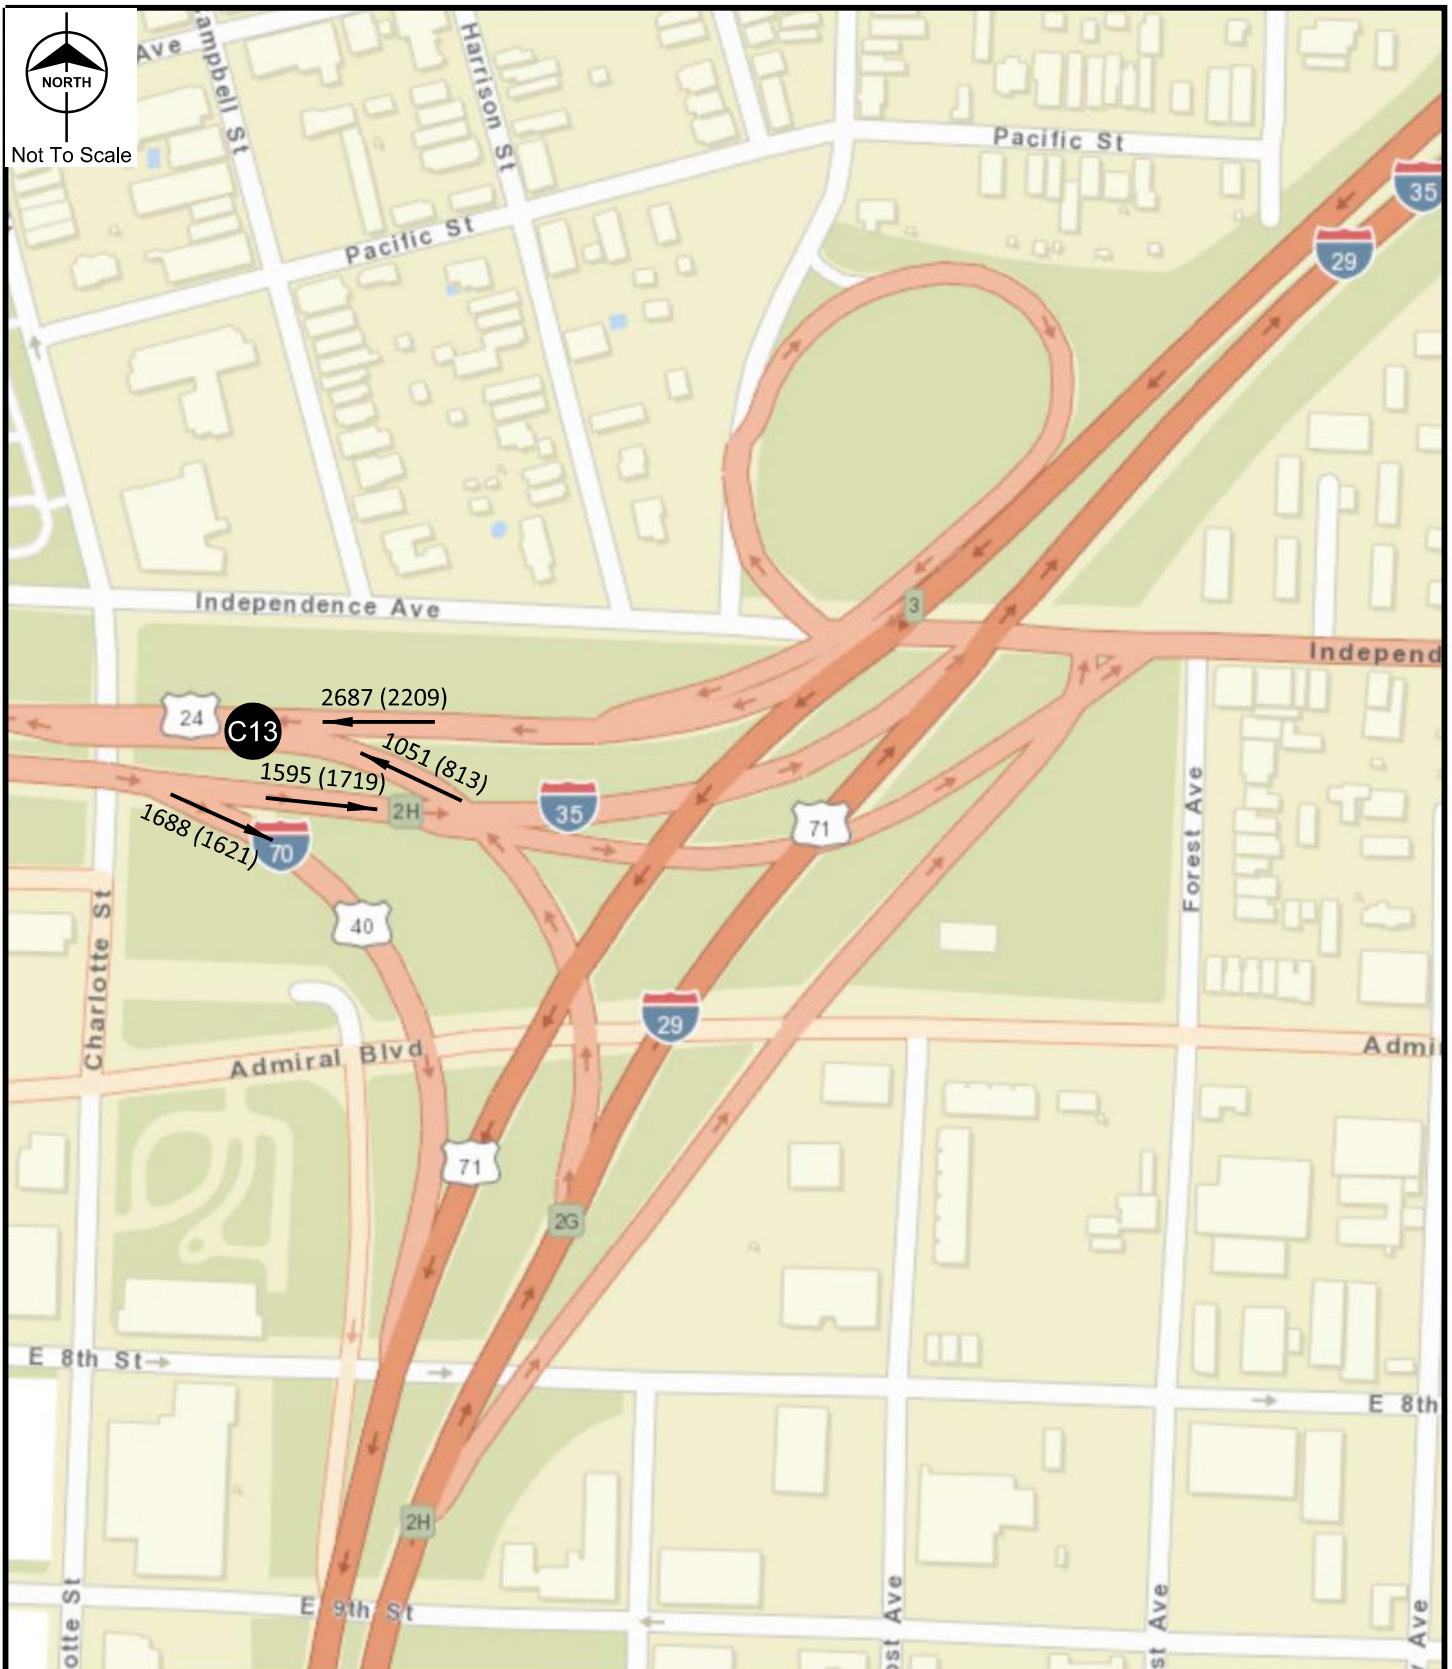 NORTH
Not To Scale
Ave
ampbell St
Harrison St
Pacific St
35
29
Pacific St
Independence Ave
3
Independ
24
C13
2687 (2209)
1051 (813)
1595 (1719)
2H
35
1688 (1621)
70
71
Forest Ave
40
Charlotte St
29
Admiral Blvd
Admi
71
2G
E 8th St
E 8th
2H
E 9th St
otte St
ost Ave
st Ave
Ave